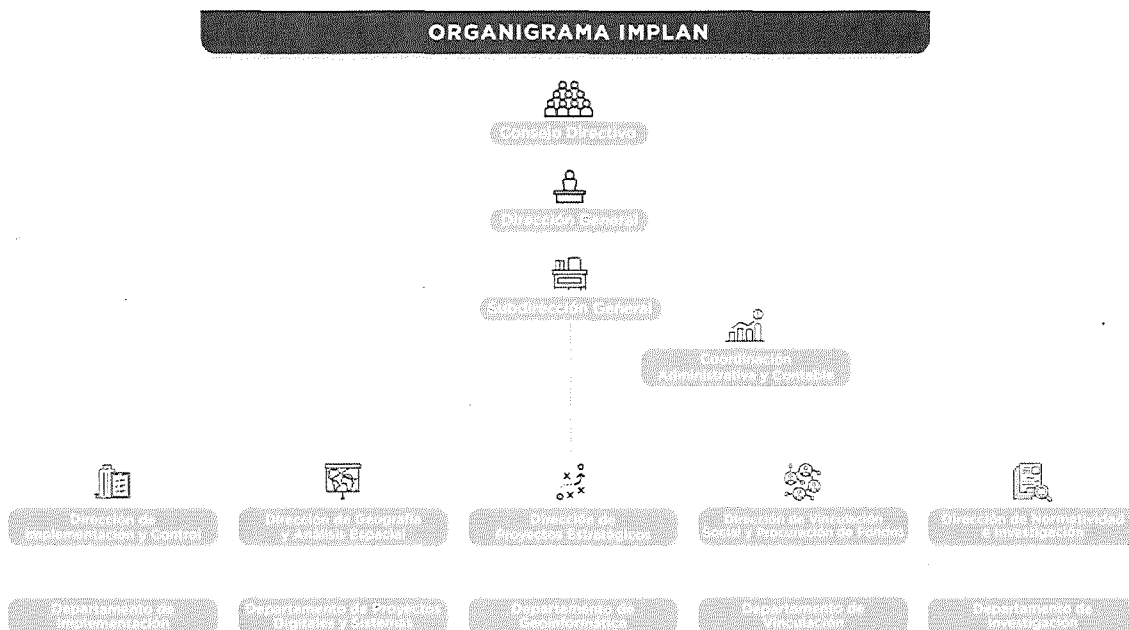 ORGANIGRAMA IMPLAN
Consejo Directivo
Dirección General
Subdirección General
Coordinación
Administrativa y Contable
Dirección de
Implementación y Control
Dirección de Geografía
y Análisis Espacial
Dirección de
Proyectos Estratégicos
Dirección de Vinculación
Social y
de Fondos
Dirección de Normatividad
e Investigación
Departamento de
Implementación
Departamento de Proyectos
Digitales y Sistemas
Departamento de
Geoinformática
Departamento de
Vinculación
Departamento de
Investigación